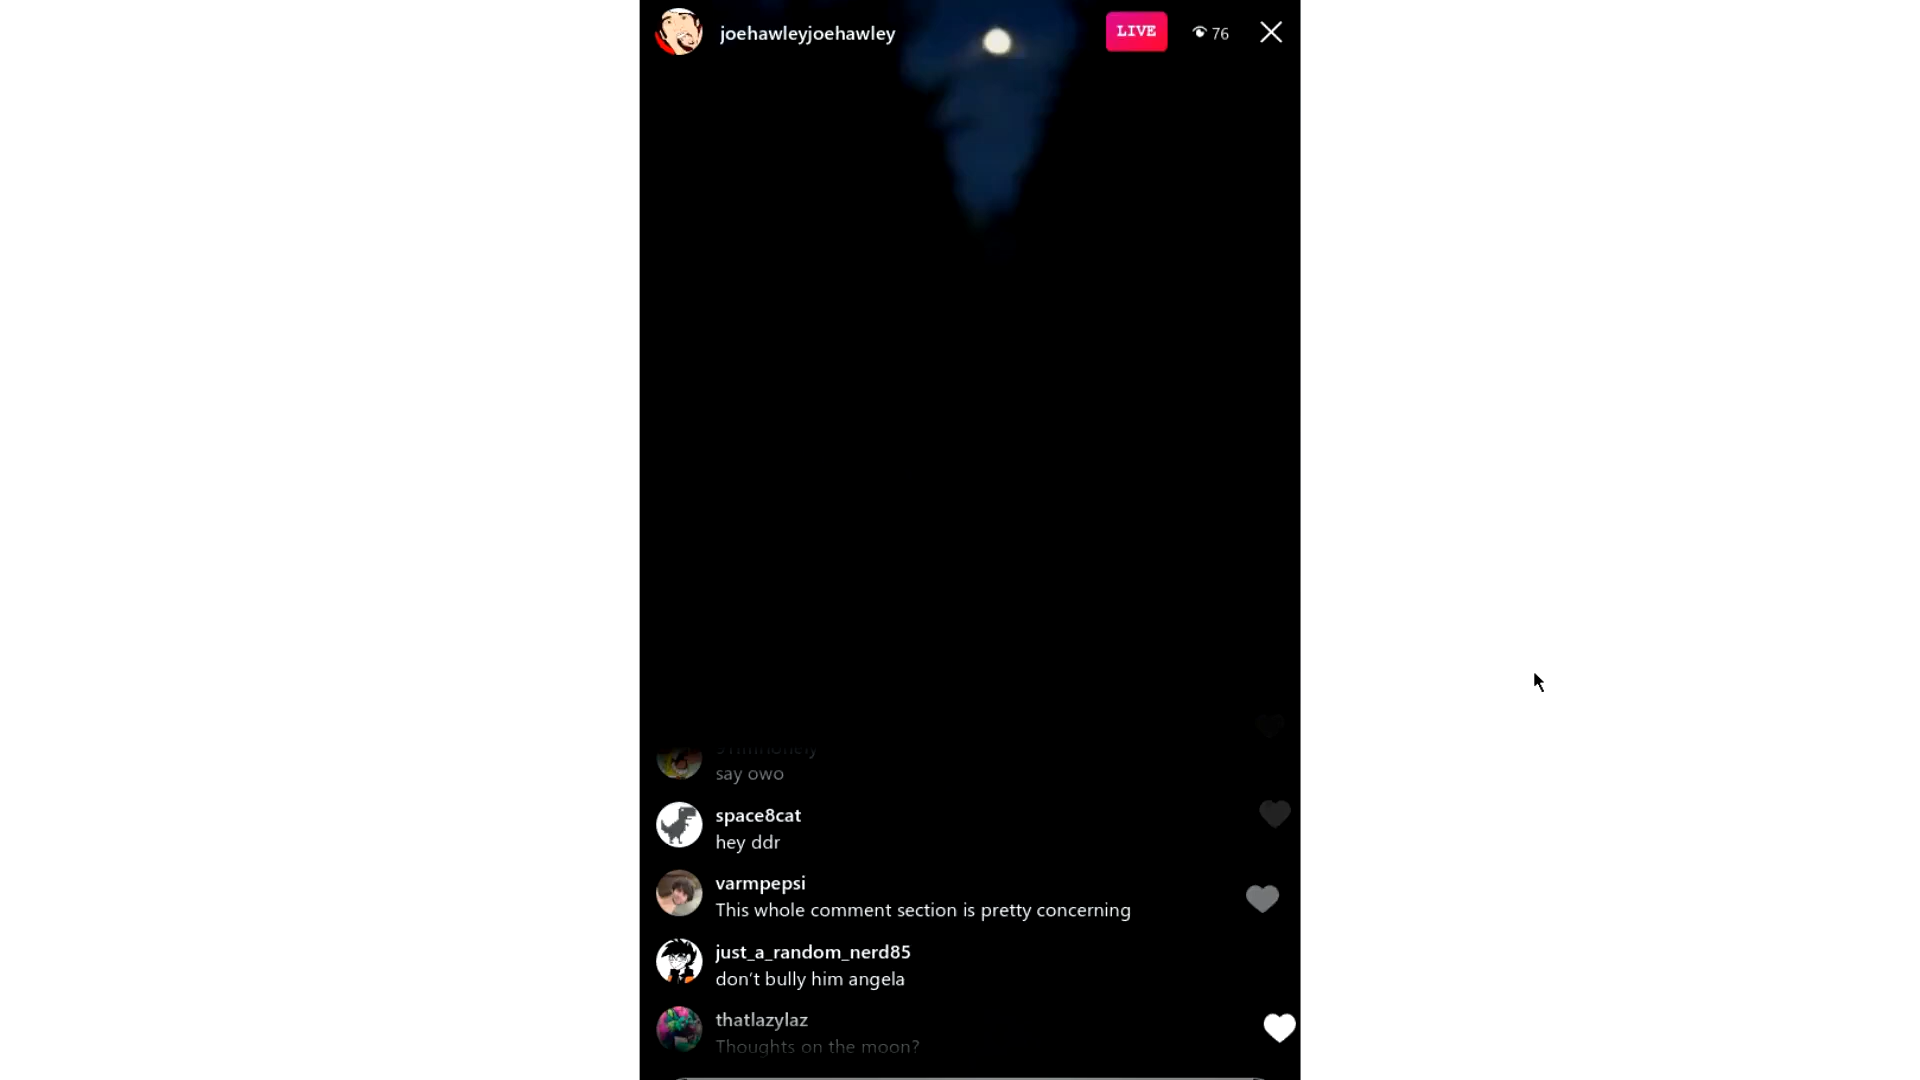 joehawleyjoehawley
LIVE
76
say owo
space8cat
hey ddr
varmpepsi
This whole comment section is pretty concerning
just_a_random_nerd85
don't bully him angela
thatlazylaz
Thoughts on the moon?